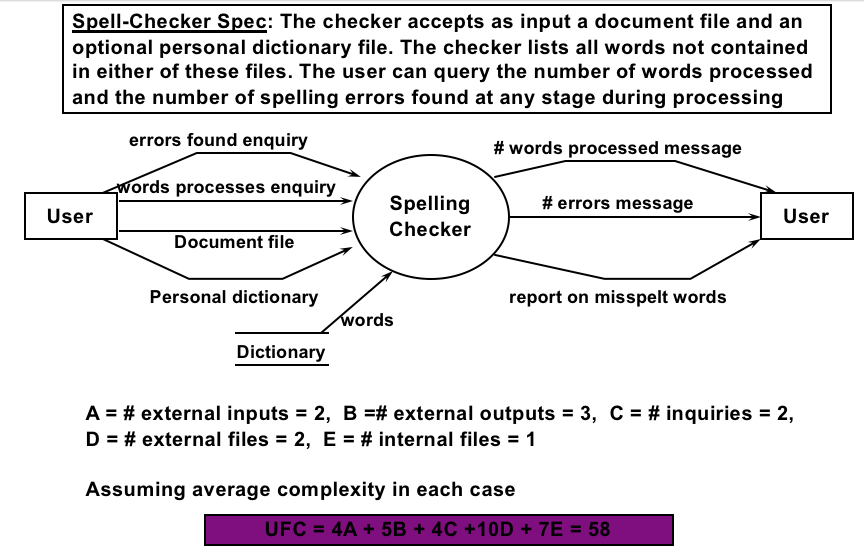 Spell-Checker Spec: The checker accepts as input a document file and an
optional personal dictionary file. The checker lists all words not contained
in either of these files. The user can query the number of words processed
and the number of spelling errors found at any stage during processing
errors found enquiry
# words processed message
words processes enquiry
# errors message
User
Spelling
Checker
User
Document file
Personal dictionary
report on misspelt words
words
Dictionary
A = # external inputs = 2, B =# external outputs = 3, C = # inquiries = 2,
D = # external files = 2, E = # internal files = 1
Assuming average complexity in each case
UFC = 4A + 5B + 4C +10D + 7E = 58